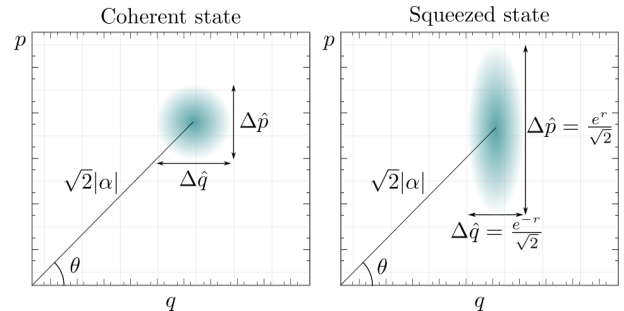 Coherent state
p
Δp̂
Δq̂
√2|α|
θ
q
Squeezed state
p
Δp̂ = e^r/√2
Δq̂ = e^{-r}/√2
√2|α|
θ
q